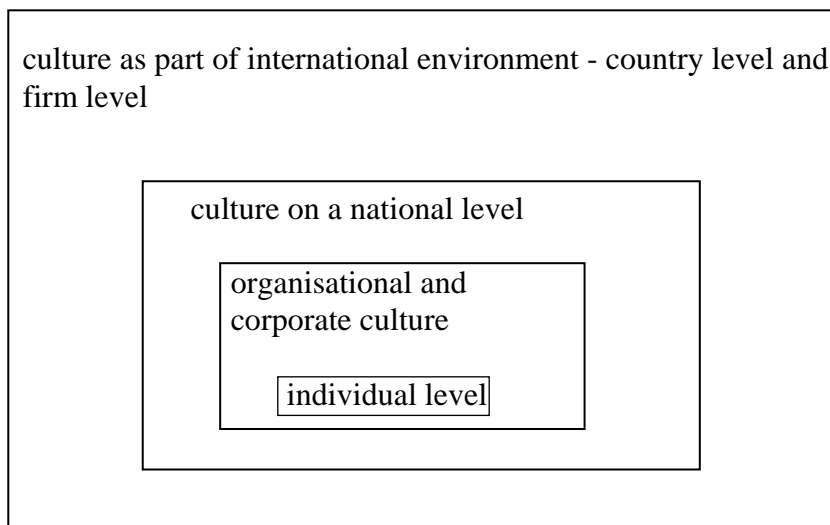 culture as part of international environment - country level and
firm level
culture on a national level
organisational and
corporate culture
individual level